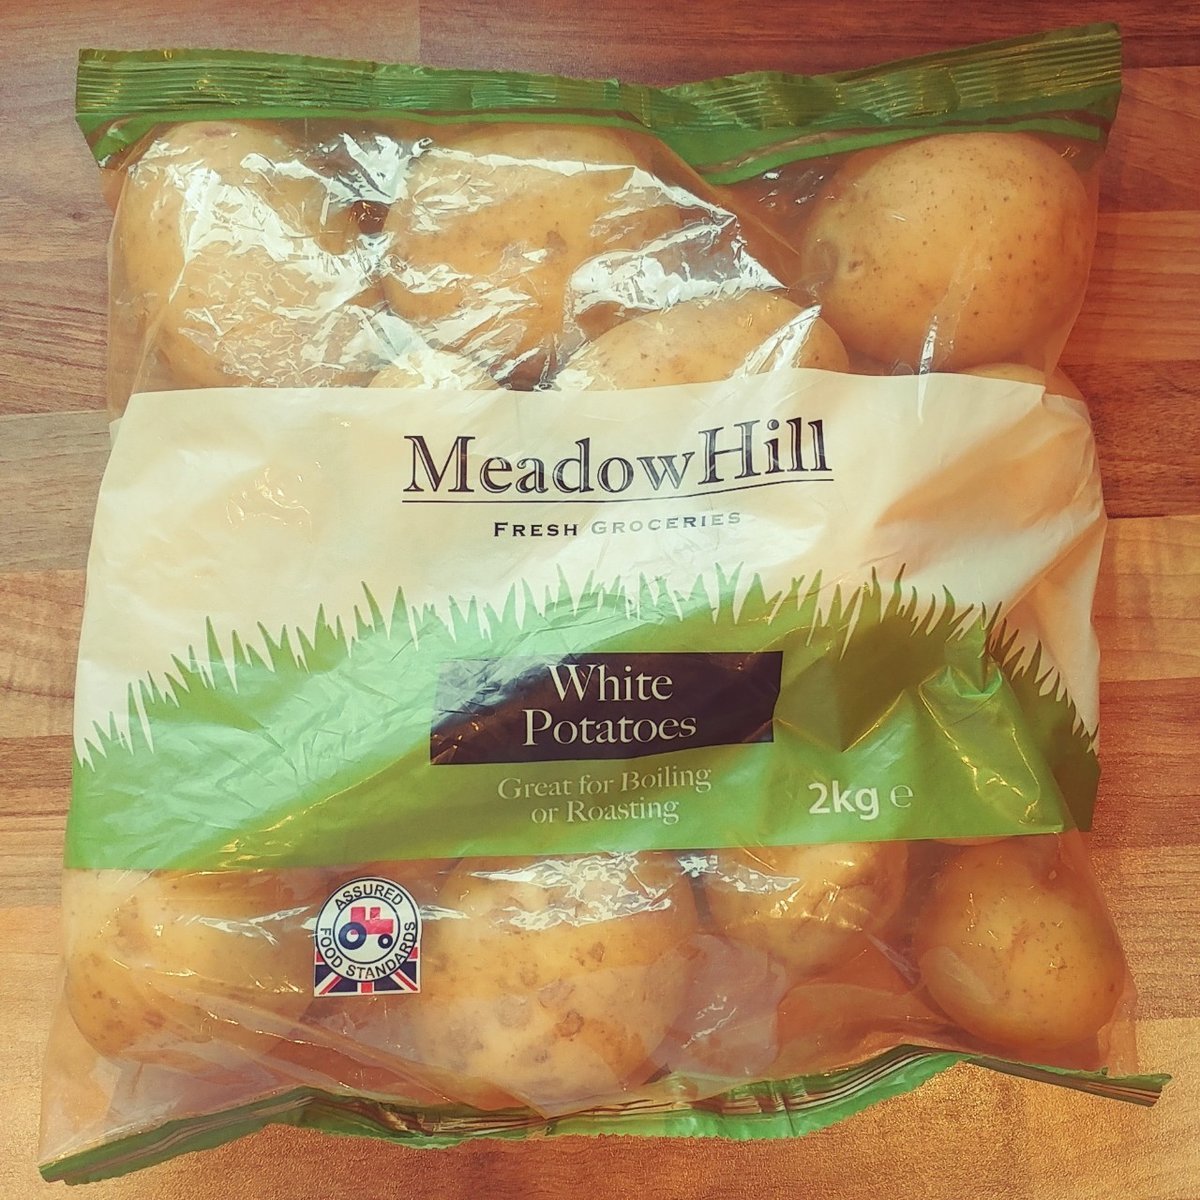 MeadowHill
FRESH GROCERIES
White
Potatoes
Great for Boiling
or Roasting
2kg ℮
ASSURED
FOOD STANDARDS